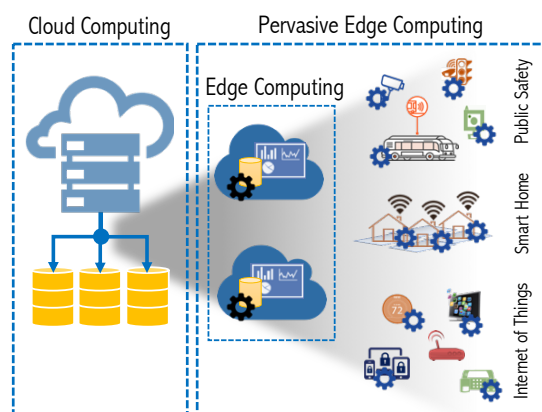 Cloud Computing
Pervasive Edge Computing
Edge Computing
Public Safety
Smart Home
72
Internet of Things